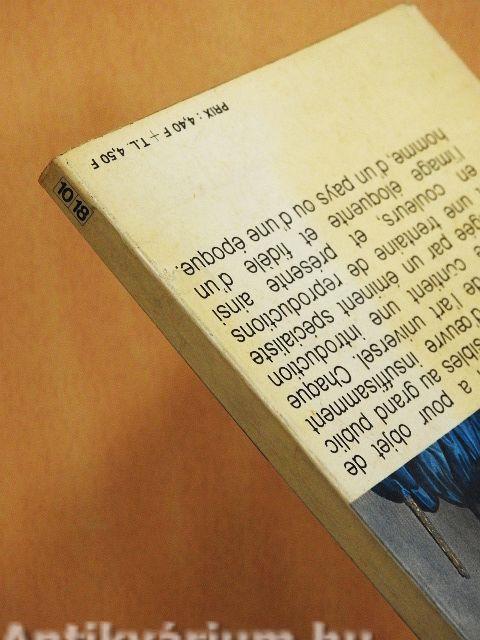 a pour objet de
sibles au grand public
d'œuvre insuffisamment
de l'art universel. Chaque
contient une introduction
gée par un éminent spécialiste
une trentaine de reproductions
en couleurs, et présente ainsi
l'image éloquente et fidèle d'un
homme, d'un pays ou d'une époque.
PRIX : 4,40 F + T.L. 4,50 F
10|18
Antikvárium.hu